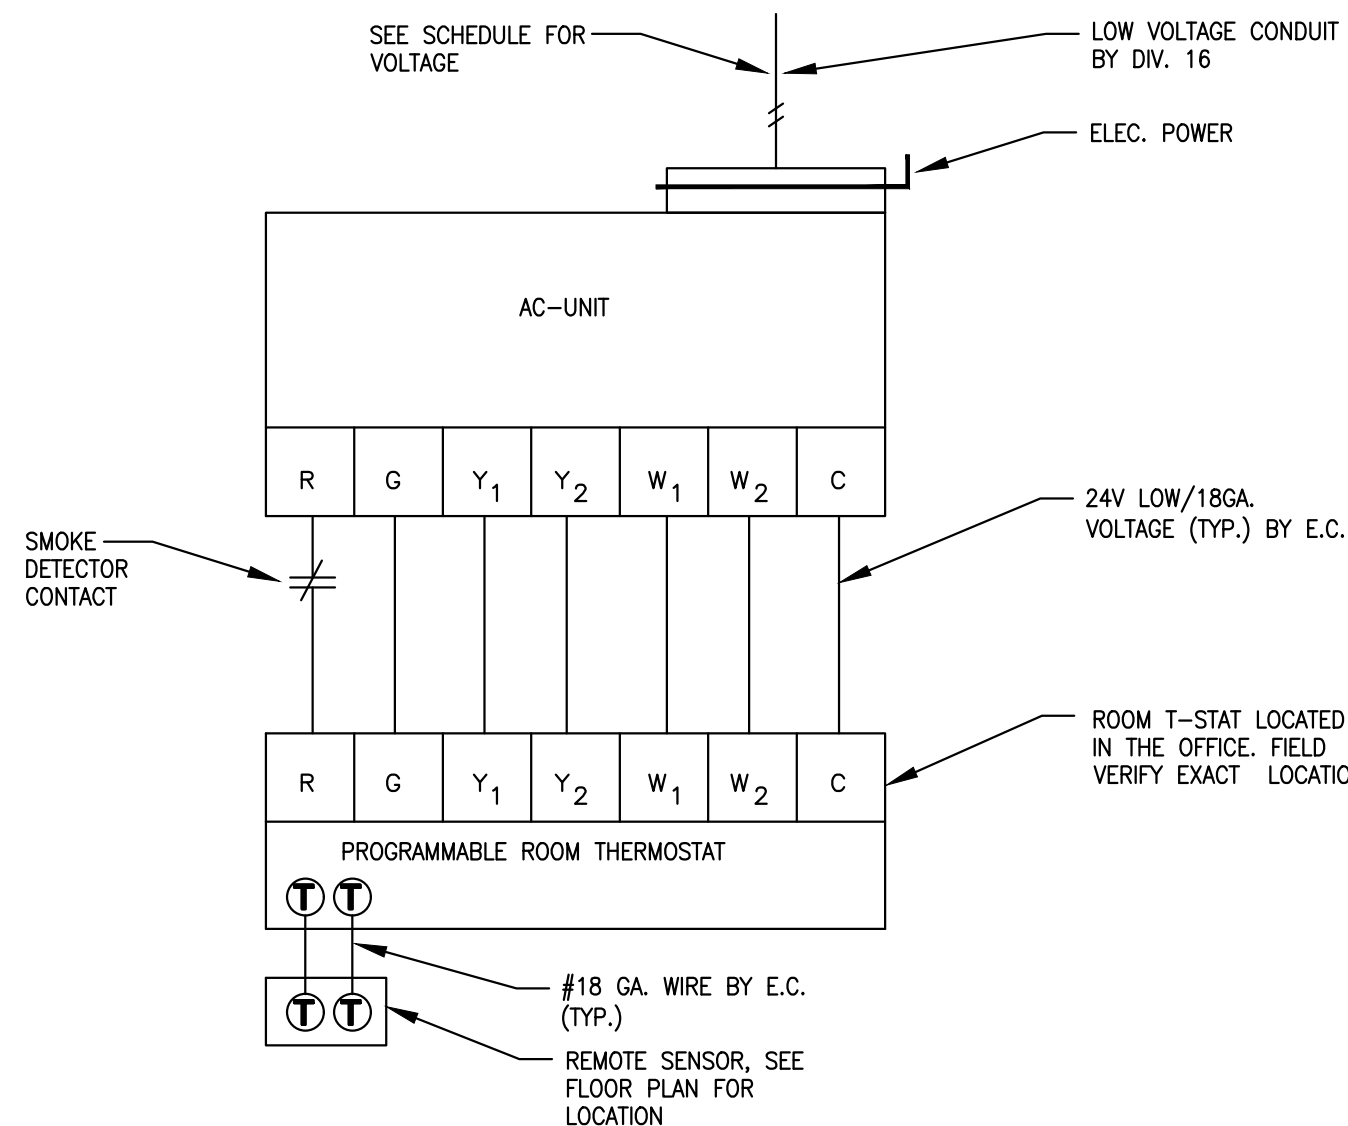 SEE SCHEDULE FOR
VOLTAGE
LOW VOLTAGE CONDUIT
BY DIV. 16
ELEC. POWER
AC-UNIT
R G Y1 Y2 W1 W2 C
24V LOW/18GA.
VOLTAGE (TYP.) BY E.C.
SMOKE
DETECTOR
CONTACT
ROOM T-STAT LOCATED
IN THE OFFICE. FIELD
VERIFY EXACT
R G Y1 Y2 W1 W2 C
PROGRAMMABLE ROOM THERMOSTAT
T T
#18 GA. WIRE BY E.C.
(TYP.)
T T
REMOTE SENSOR, SEE
FLOOR PLAN FOR
LOCATION